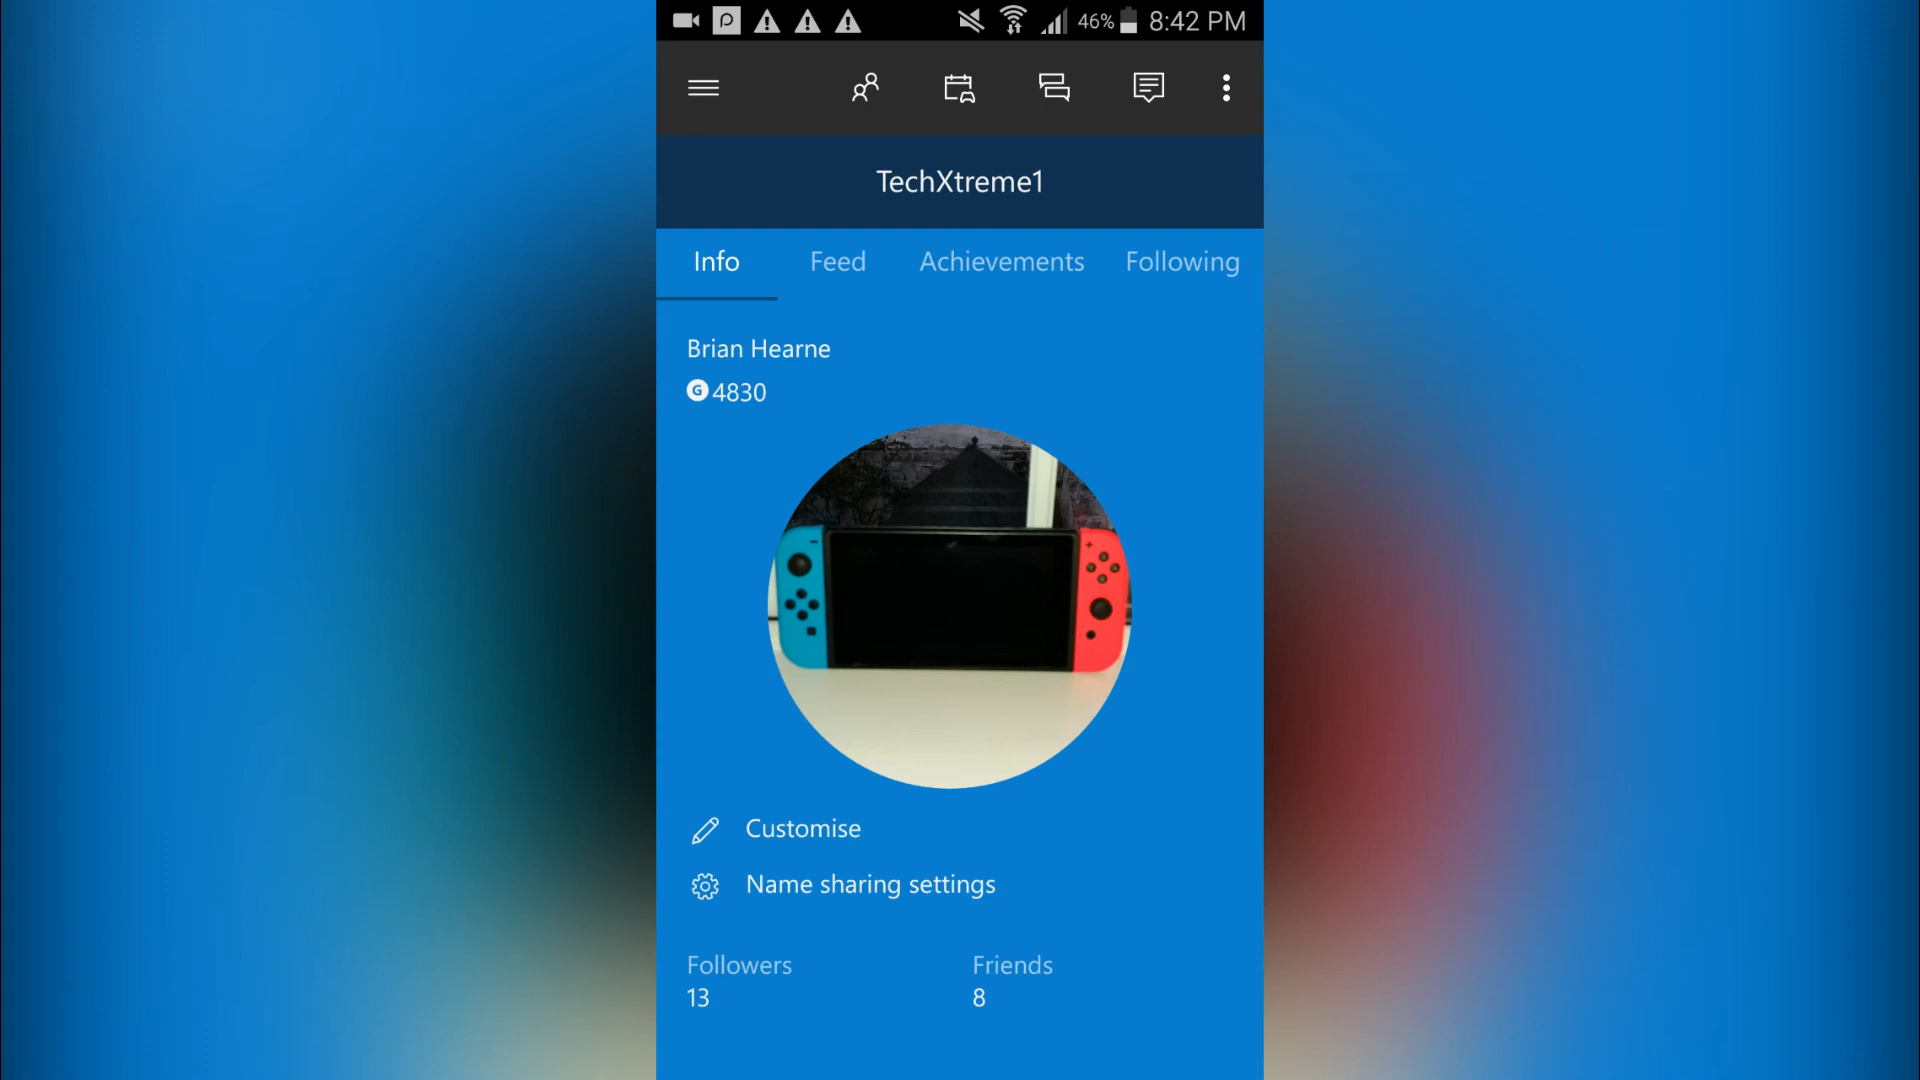 46% 8:42 PM
TechXtreme1
Info Feed Achievements Following
Brian Hearne
G 4830
Customise
Name sharing settings
Followers Friends
13 8